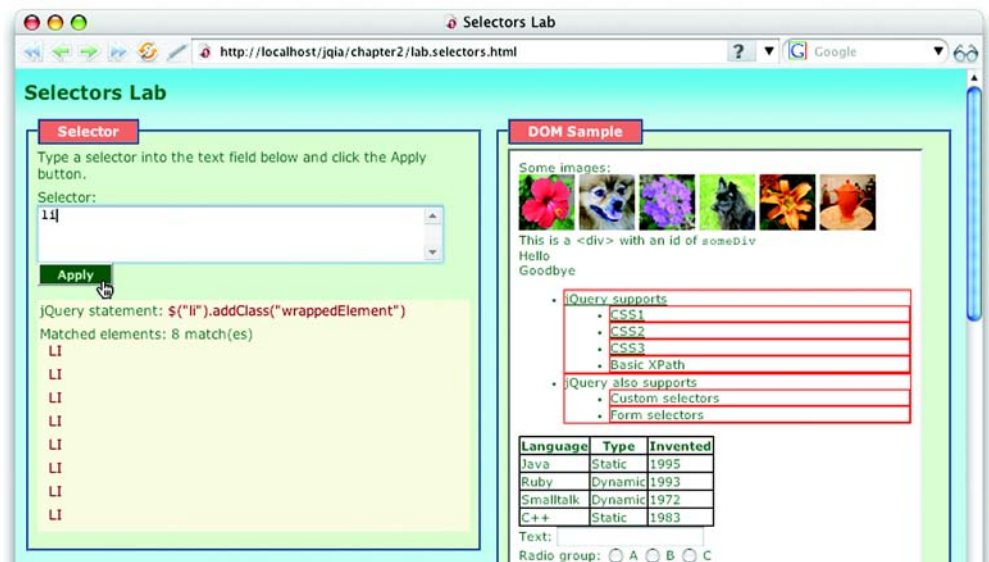 Selectors Lab
http://localhost/jqia/chapter2/lab.selectors.html
?
G Google
Selectors Lab
Selector
Type a selector into the text field below and click the Apply
button.
Selector:
li
Apply
jQuery statement: $("li").addClass("wrappedElement")
Matched elements: 8 match(es)
LI
LI
LI
LI
LI
LI
LI
LI
DOM Sample
Some images:
This is a <div> with an id of someDiv
Hello
Goodbye
jQuery supports
CSS1
CSS2
CSS3
Basic XPath
jQuery also supports
Custom selectors
Form selectors
Language Type Invented
Java Static 1995
Ruby Dynamic 1993
Smalltalk Dynamic 1972
C++ Static 1983
Text:
Radio group: A B C